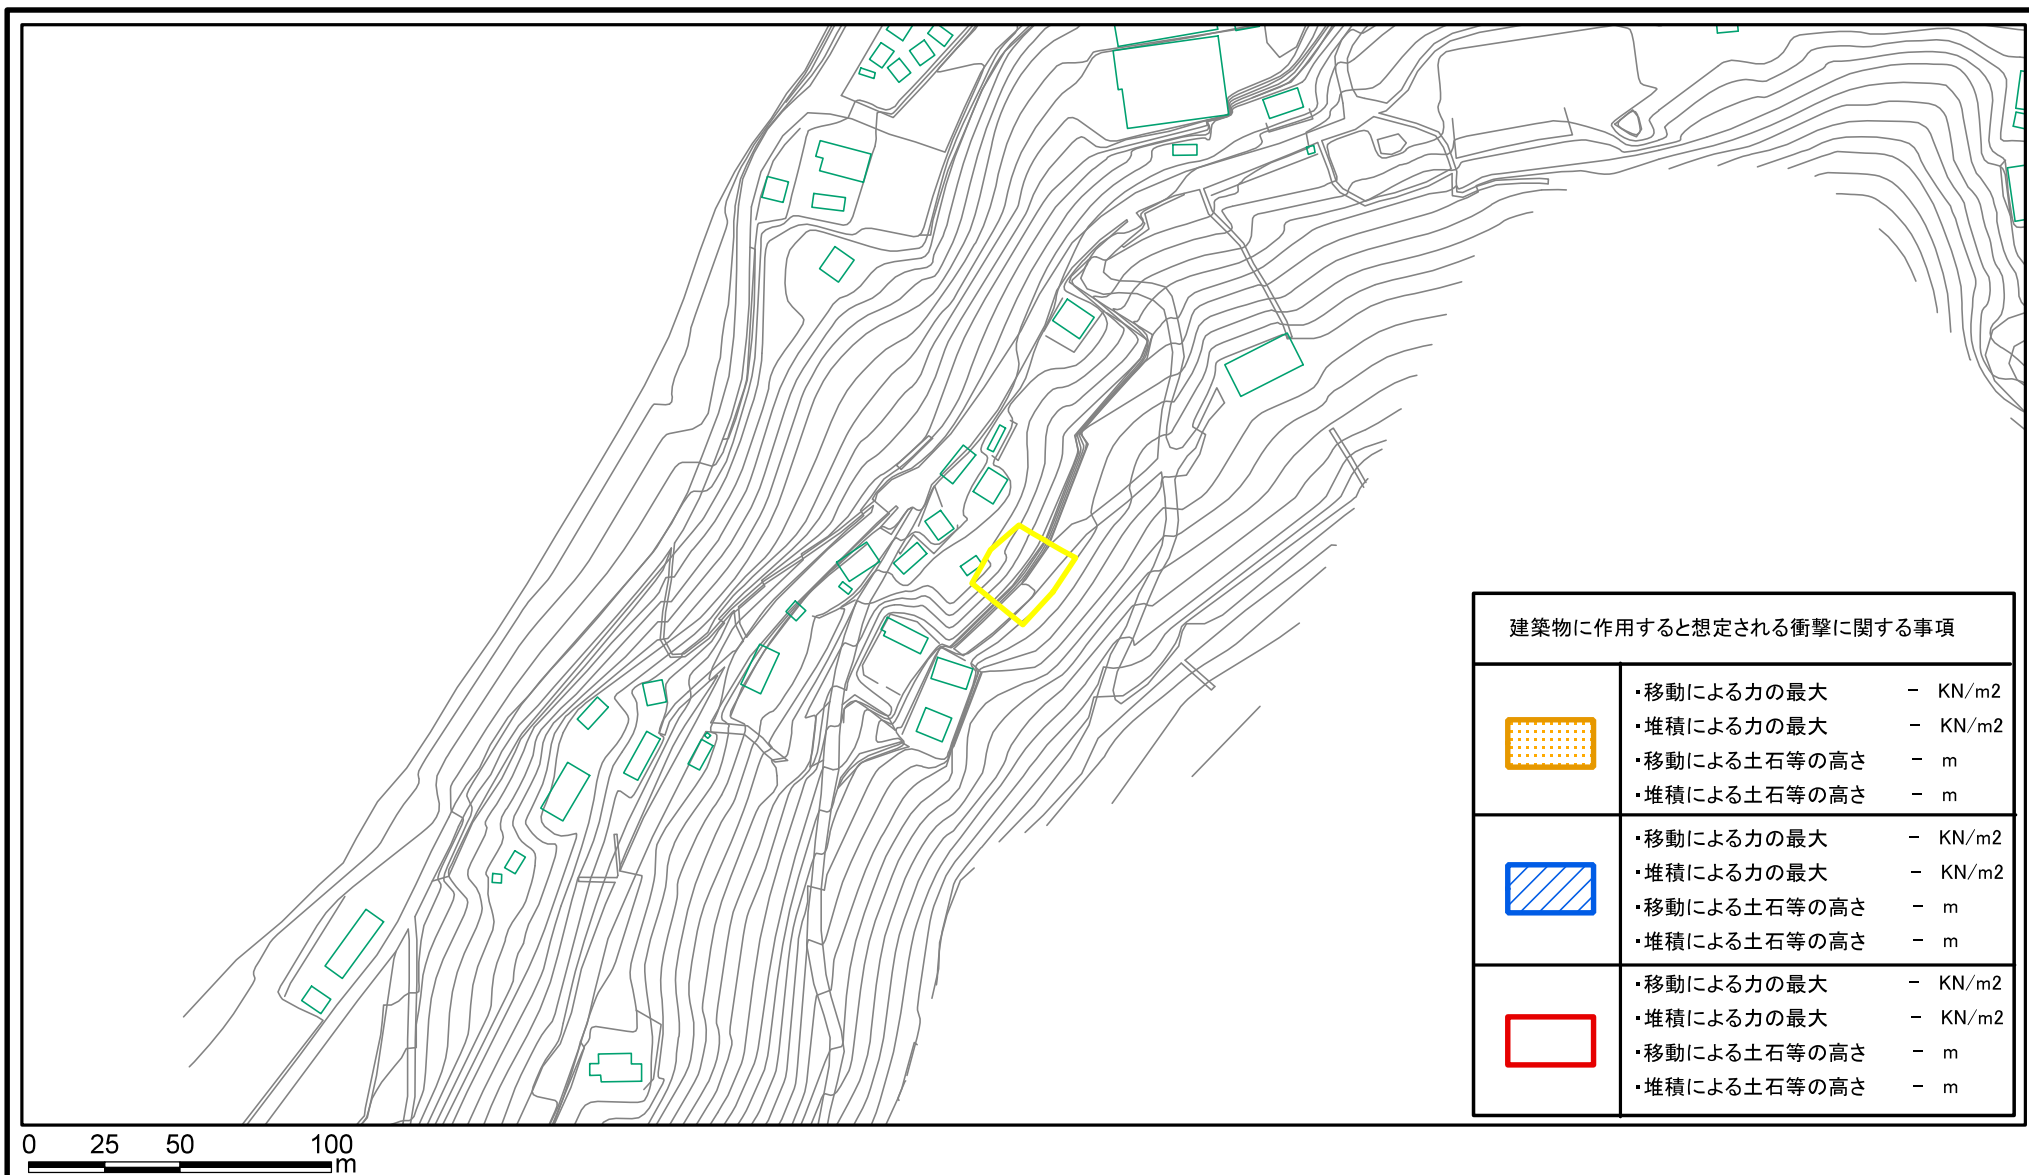 建築物に作用すると想定される衝撃に関する事項
・移動による力の最大 - KN/m2
・堆積による力の最大 - KN/m2
・移動による土石等の高さ - m
・堆積による土石等の高さ - m
・移動による力の最大 - KN/m2
・堆積による力の最大 - KN/m2
・移動による土石等の高さ - m
・堆積による土石等の高さ - m
・移動による力の最大 - KN/m2
・堆積による力の最大 - KN/m2
・移動による土石等の高さ - m
・堆積による土石等の高さ - m
0 25 50 100
m